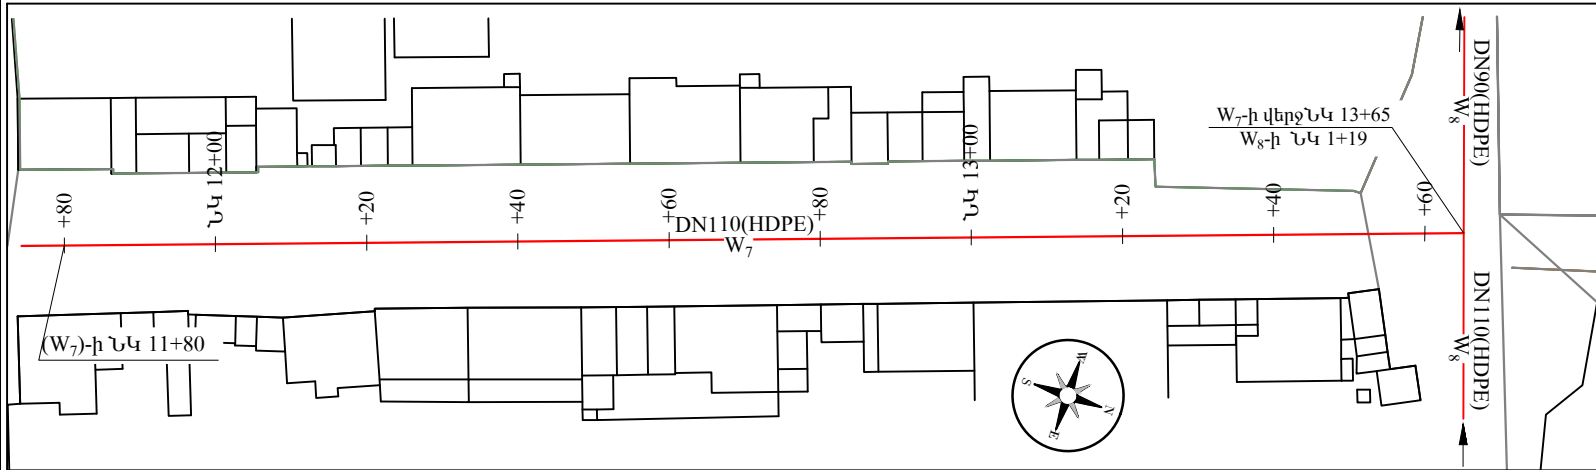 DN90(HDPE)
W₈
W₇-ի վերջՆԿ 13+65
W₈-ի ՆԿ 1+19
+80
ՆԿ 12+00
+20
+40
+60
+80
ՆԿ 13+00
+20
+40
+60
DN110(HDPE)
W₇
DN110(HDPE)
W₈
(W₇)-ի ՆԿ 11+80
W
S
N
E